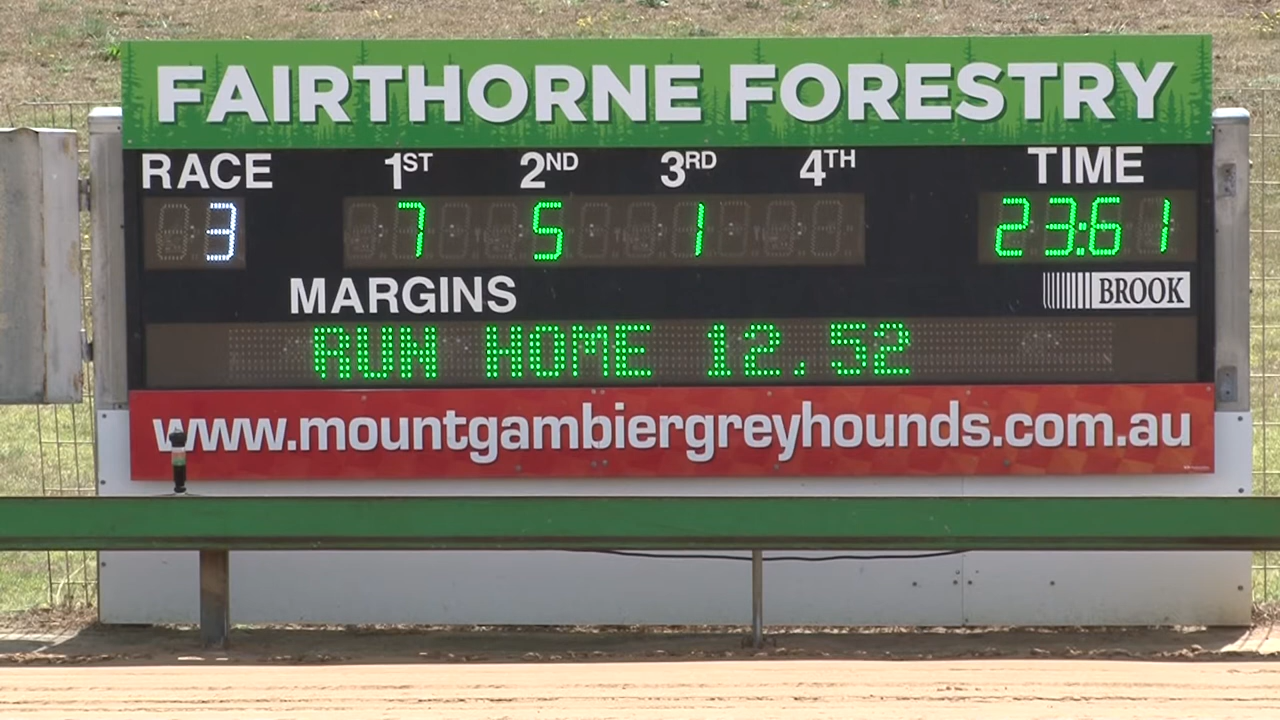 FAIRTHORNE FORESTRY
RACE 1ST 2ND 3RD 4TH TIME
3 7 5 1 23:61
MARGINS BROOK
RUN HOME 12.52
www.mountgambiergreyhounds.com.au